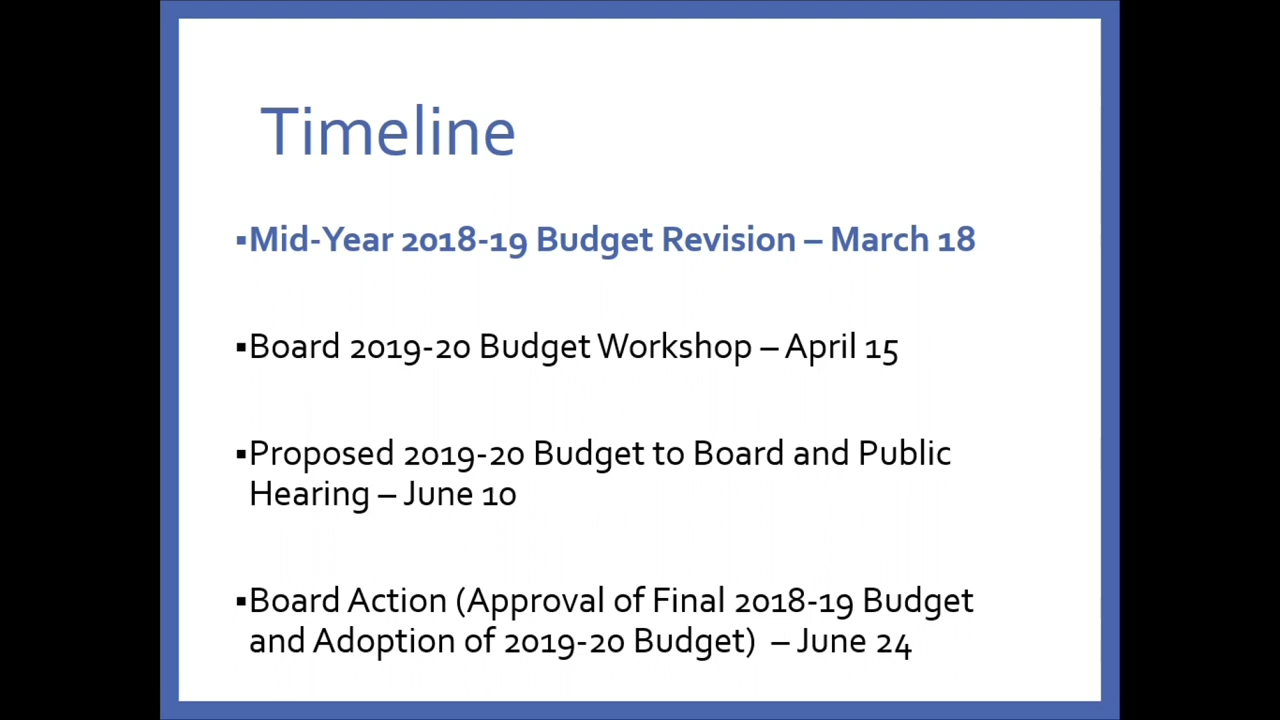 Timeline
▪Mid-Year 2018-19 Budget Revision – March 18
▪Board 2019-20 Budget Workshop – April 15
▪Proposed 2019-20 Budget to Board and Public
Hearing – June 10
▪Board Action (Approval of Final 2018-19 Budget
and Adoption of 2019-20 Budget)  – June 24